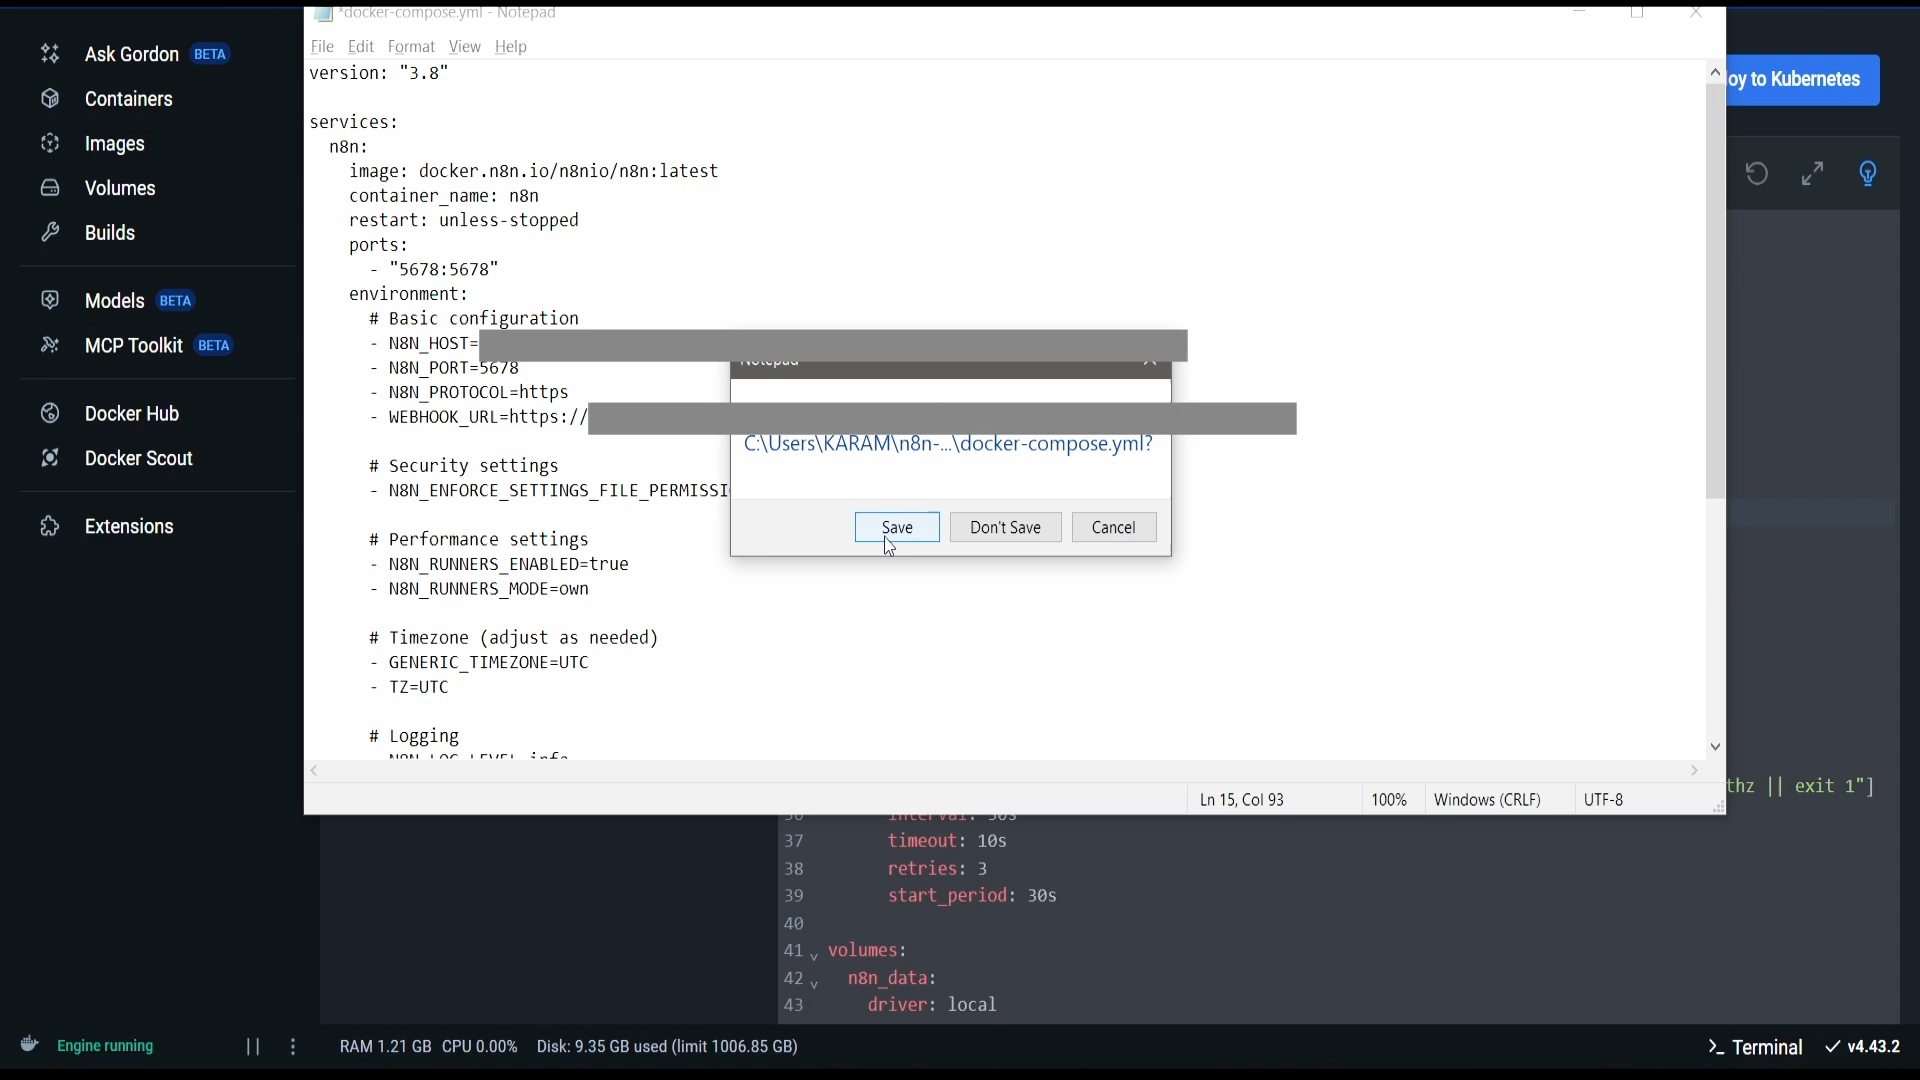 *docker-compose.yml - Notepad
Ask Gordon BETA
Containers
Images
Volumes
Builds
Models BETA
MCP Toolkit BETA
Docker Hub
Docker Scout
Extensions
File Edit Format View Help
version: "3.8"
services:
n8n:
image: docker.n8n.io/n8nio/n8n:latest
container_name: n8n
restart: unless-stopped
ports:
- "5678:5678"
environment:
# Basic configuration
- N8N_HOST=
- N8N_PORT=5678
- N8N_PROTOCOL=https
- WEBHOOK_URL=https://
# Security settings
- N8N_ENFORCE_SETTINGS_FILE_PERMISSI
# Performance settings
- N8N_RUNNERS_ENABLED=true
- N8N_RUNNERS_MODE=own
# Timezone (adjust as needed)
- GENERIC_TIMEZONE=UTC
- TZ=UTC
# Logging
Notepad
C:\Users\KARAM\n8n-...\docker-compose.yml?
Save Don't Save Cancel
Ln 15, Col 93 100% Windows (CRLF) UTF-8
loy to Kubernetes
thz || exit 1"]
37 timeout: 10s
38 retries: 3
39 start_period: 30s
40
41 volumes:
42 n8n_data:
43 driver: local
Engine running RAM 1.21 GB CPU 0.00% Disk: 9.35 GB used (limit 1006.85 GB) >_ Terminal v4.43.2